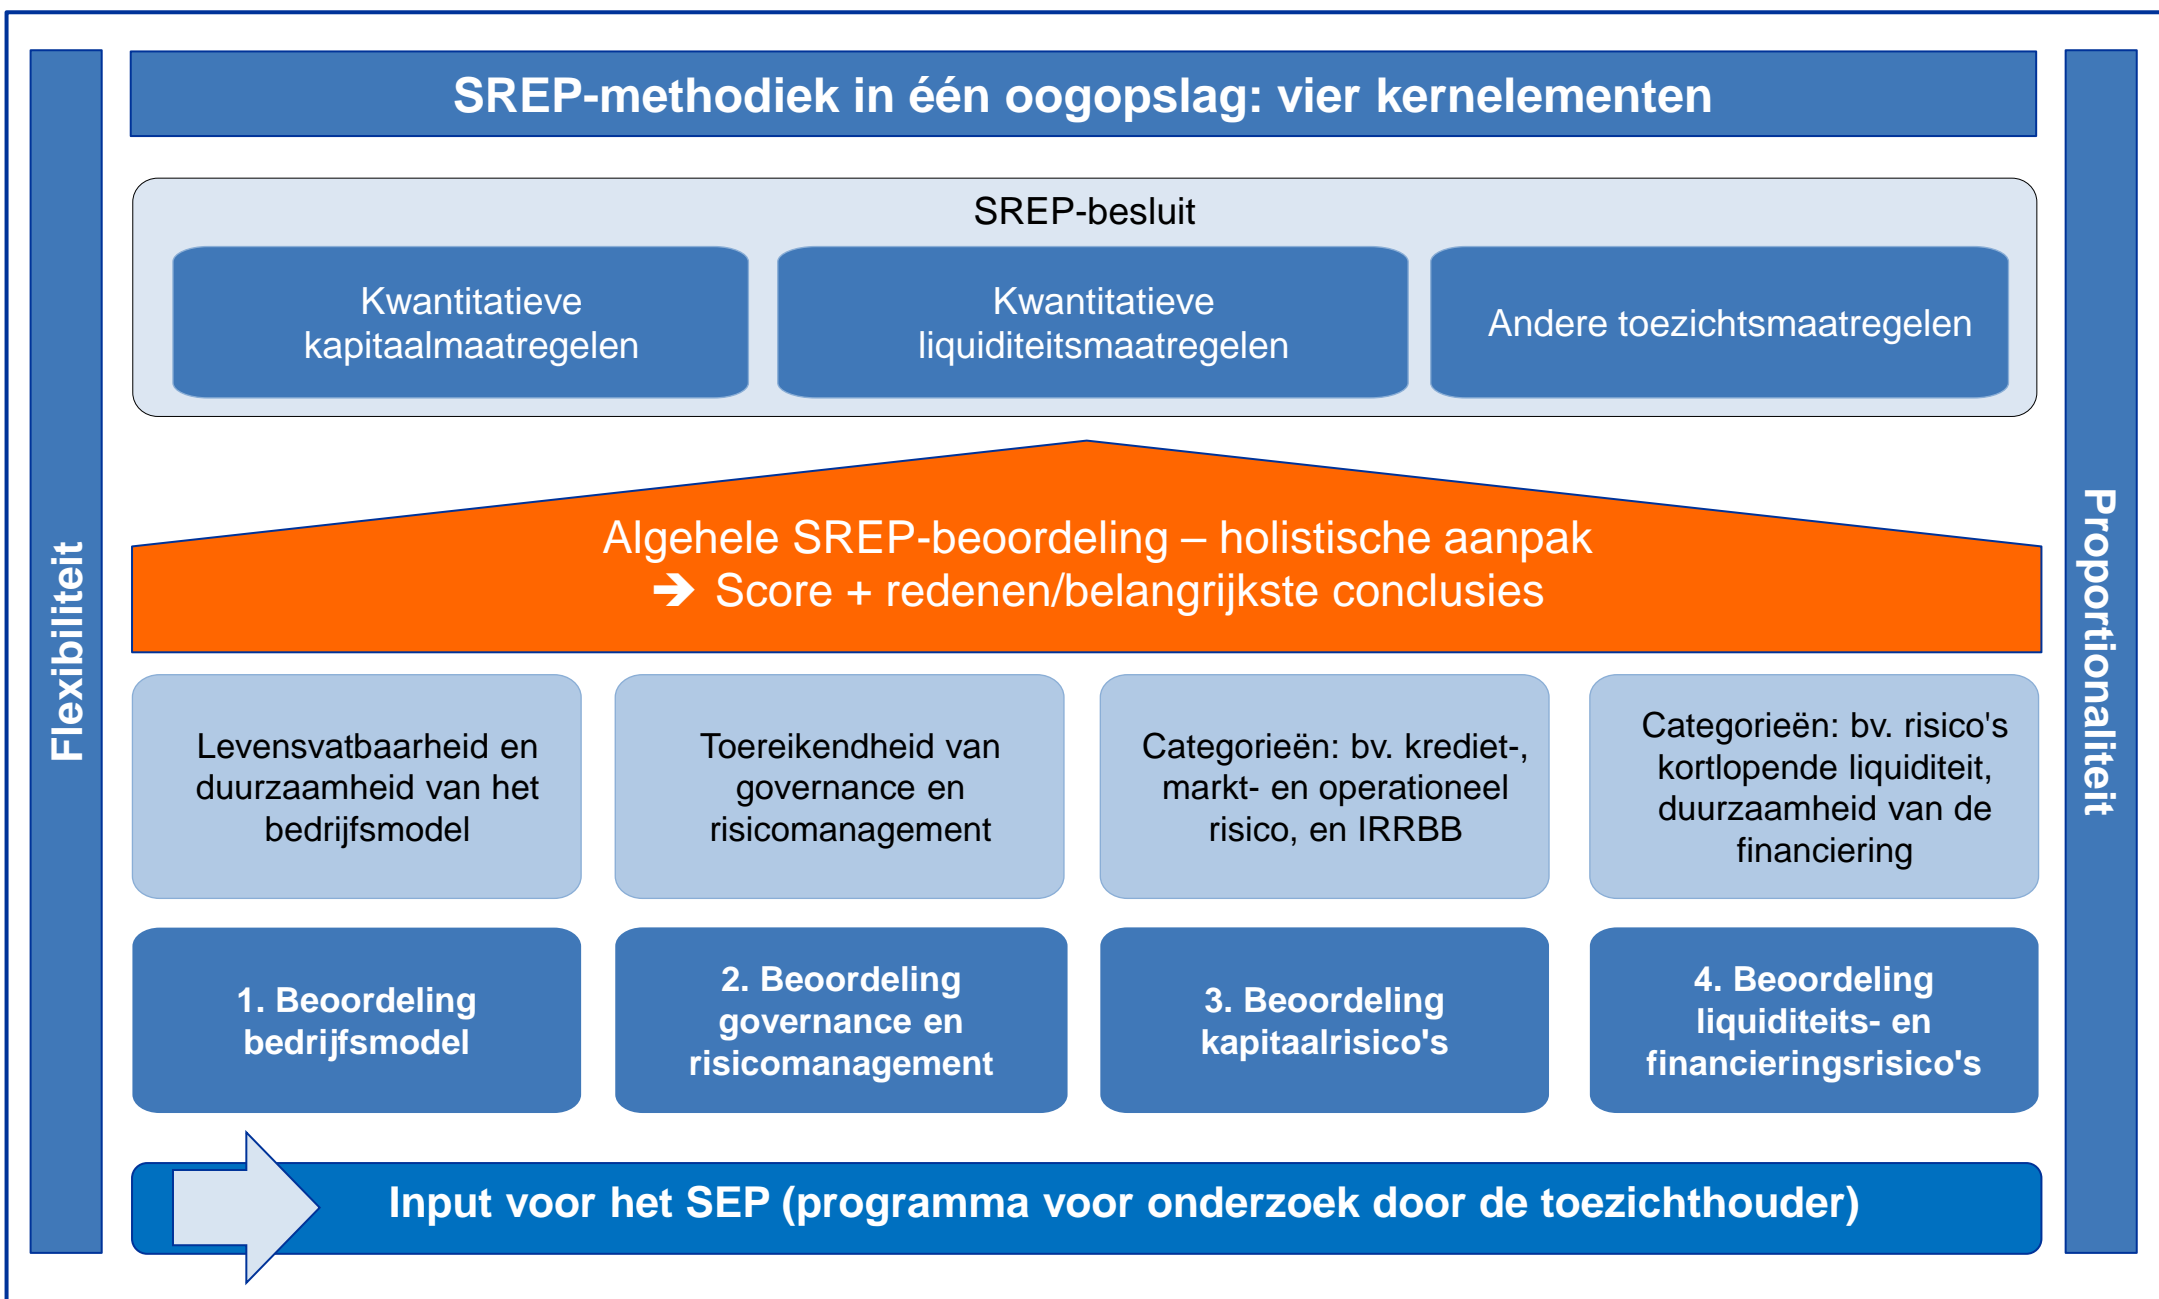 SREP-methodiek in één oogopslag: vier kernelementen
SREP-besluit
Kwantitatieve
kapitaalmaatregelen
Kwantitatieve
liquiditeitsmaatregelen
Andere toezichtsmaatregelen
Algehele SREP-beoordeling – holistische aanpak
➔ Score + redenen/belangrijkste conclusies
Flexibiliteit
Proportionaliteit
Levensvatbaarheid en
duurzaamheid van het
bedrijfsmodel
Toereikendheid van
governance en
risicomanagement
Categorieën: bv. krediet-,
markt- en operationeel
risico, en IRRBB
Categorieën: bv. risico's
kortlopende liquiditeit,
duurzaamheid van de
financiering
1. Beoordeling
bedrijfsmodel
2. Beoordeling
governance en
risicomanagement
3. Beoordeling
kapitaalrisico's
4. Beoordeling
liquiditeits- en
financieringsrisico's
Input voor het SEP (programma voor onderzoek door de toezichthouder)